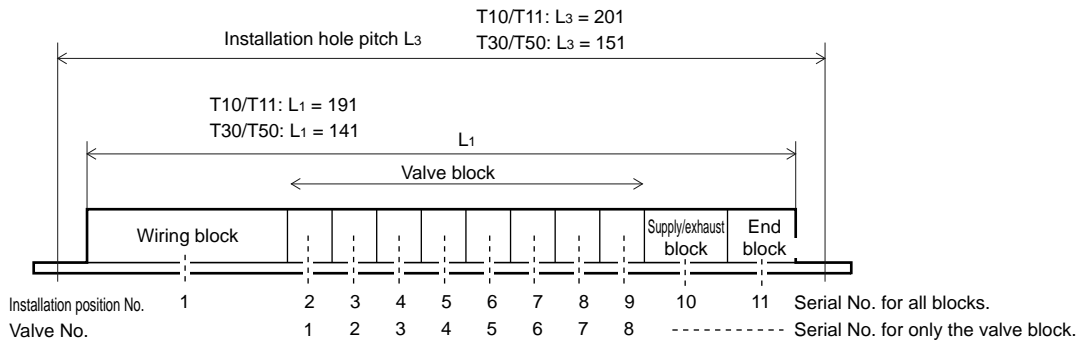 T10/T11: L3 = 201
Installation hole pitch L3
T30/T50: L3 = 151
T10/T11: L1 = 191
T30/T50: L1 = 141
L1
Valve block
Wiring block
Supply/exhaust block
End block
Installation position No. 1 2 3 4 5 6 7 8 9 10 11 Serial No. for all blocks.
Valve No. 1 2 3 4 5 6 7 8 Serial No. for only the valve block.